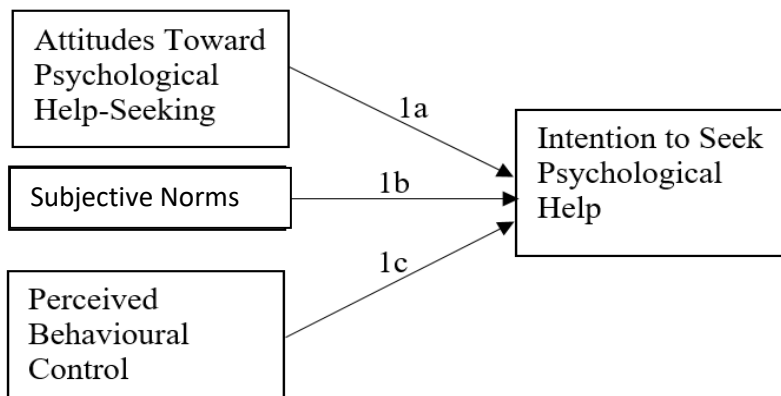 Attitudes Toward
Psychological
Help-Seeking
1a
Intention to Seek
Psychological
Help
Subjective Norms
1b
1c
Perceived
Behavioural
Control